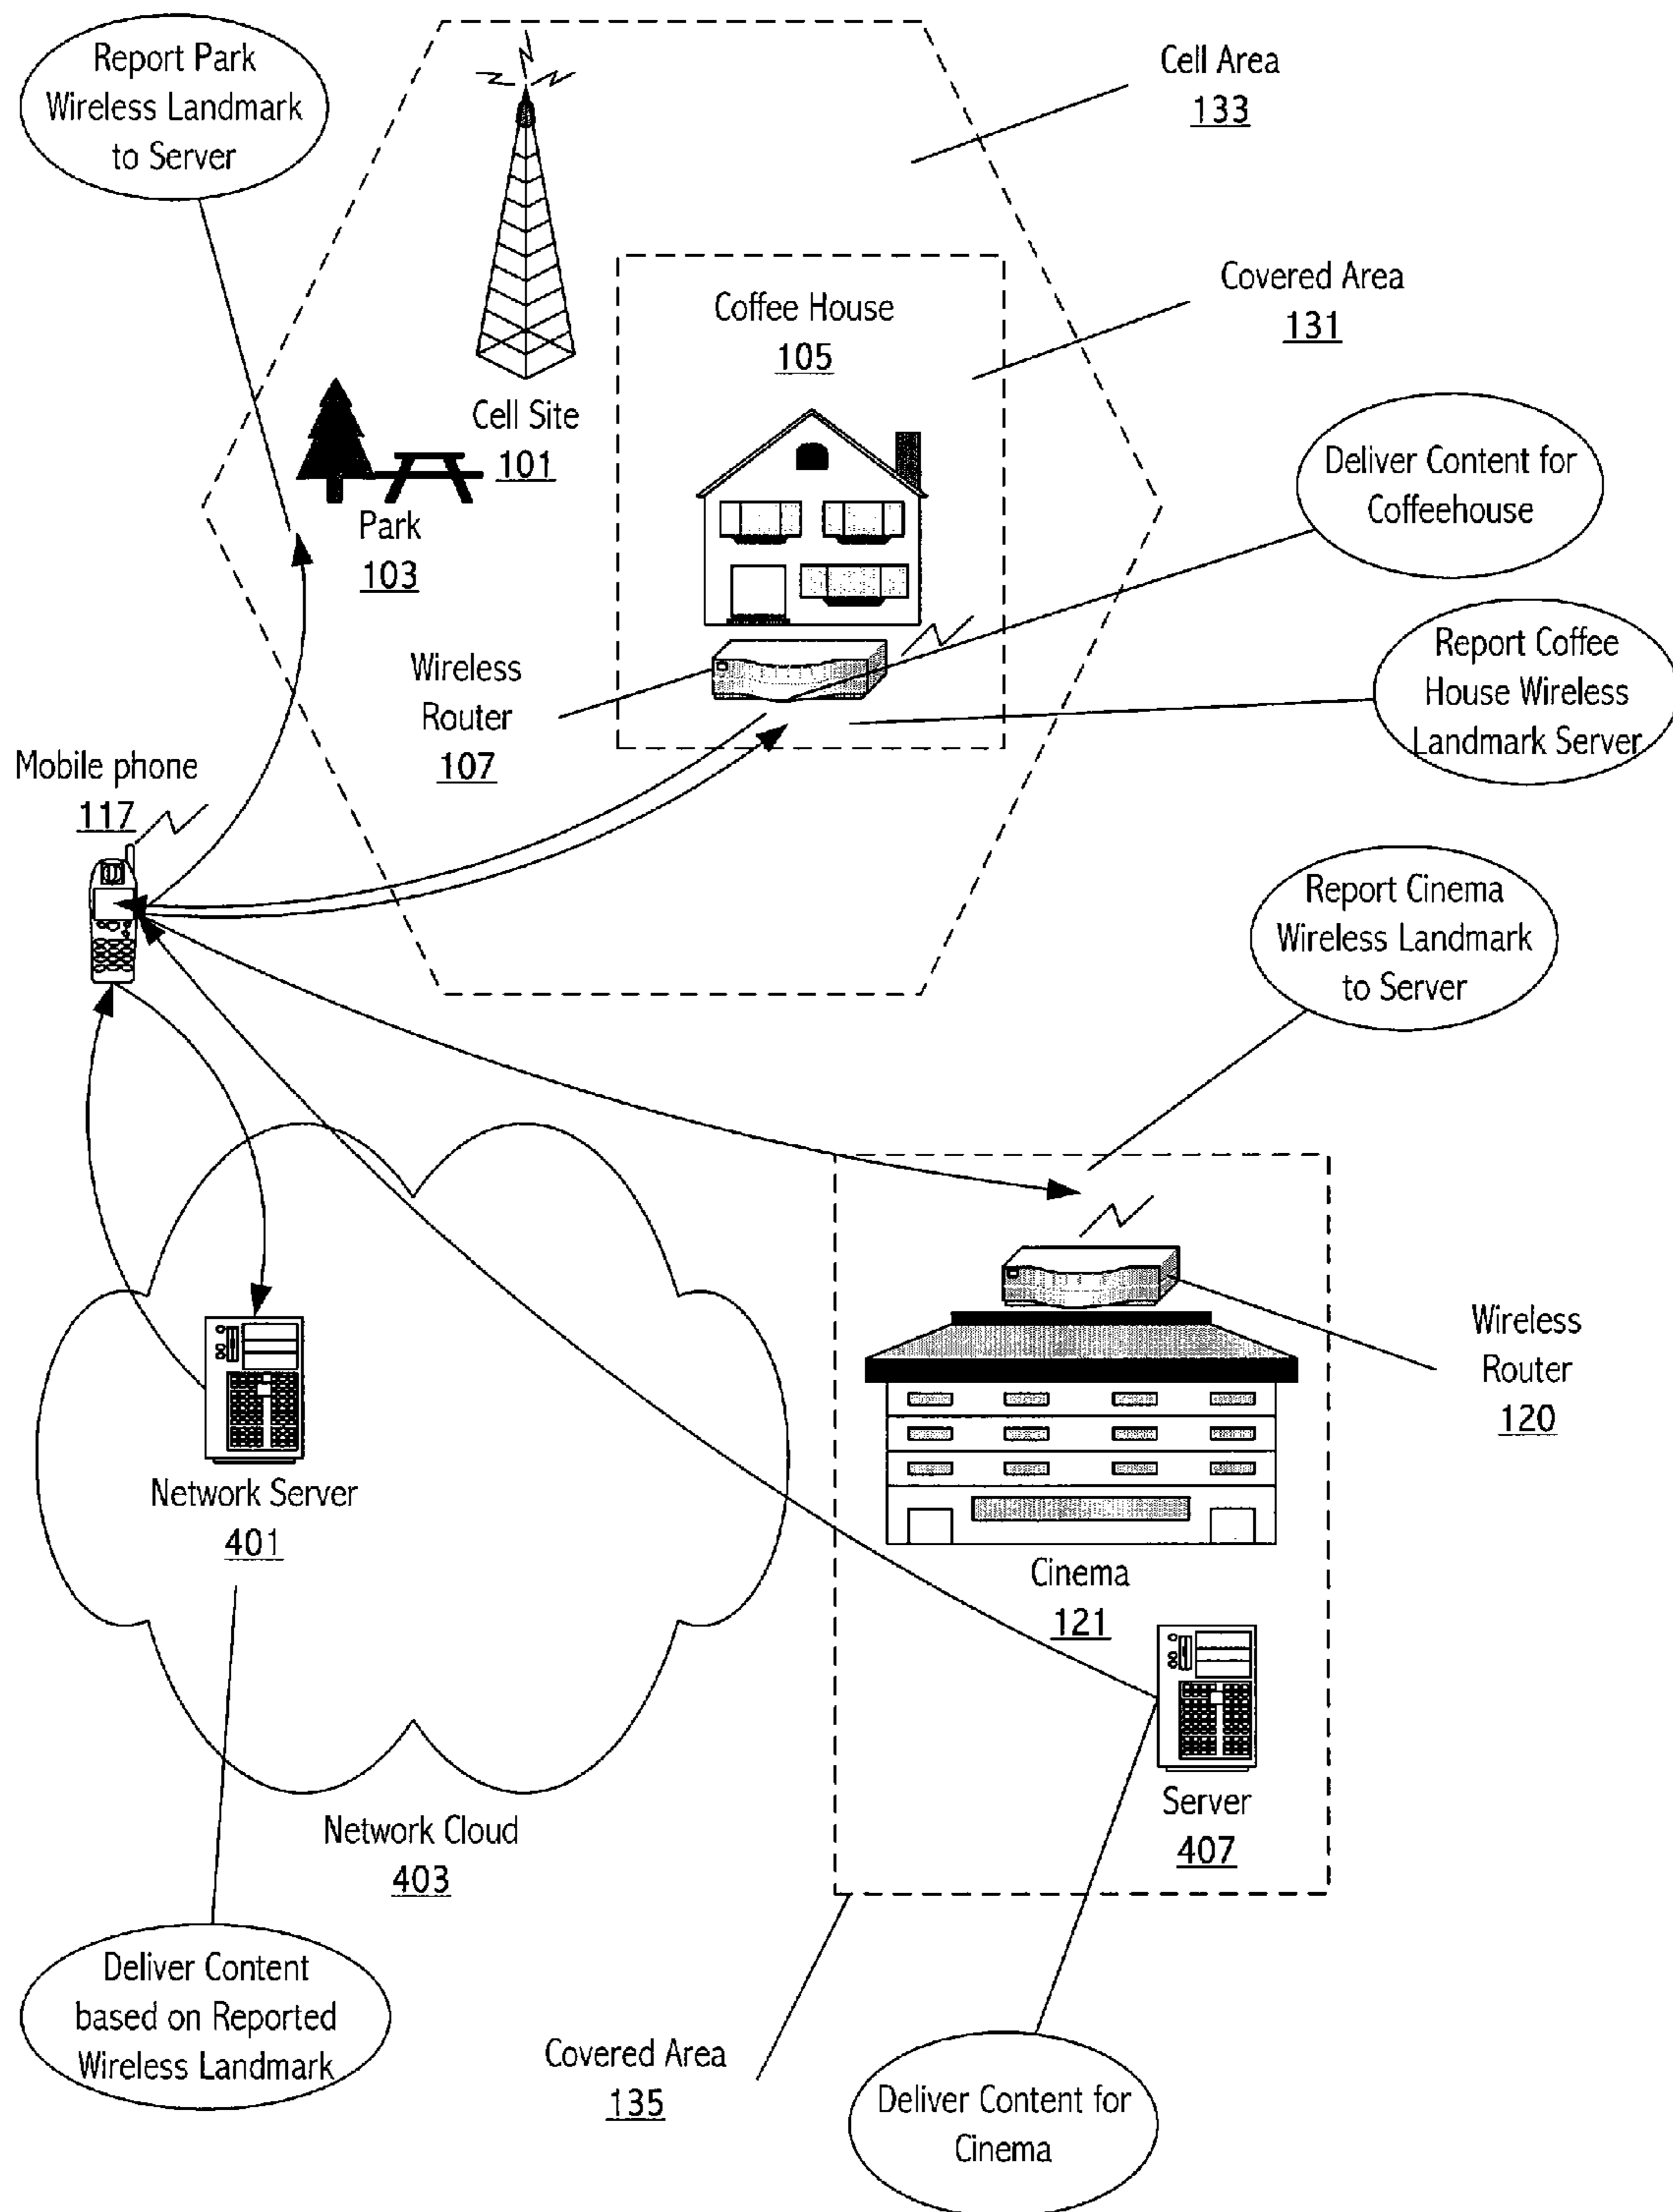 Report Park
Wireless Landmark
to Server
Cell Area
133
Covered Area
131
Coffee House
105
Cell Site
101
Park
103
Deliver Content for
Coffeehouse
Report Coffee
House Wireless
Landmark Server
Wireless
Router
107
Mobile phone
117
Report Cinema
Wireless Landmark
to Server
Wireless
Router
120
Network Server
401
Cinema
121
Server
407
Network Cloud
403
Deliver Content
based on Reported
Wireless Landmark
Covered Area
135
Deliver Content for
Cinema